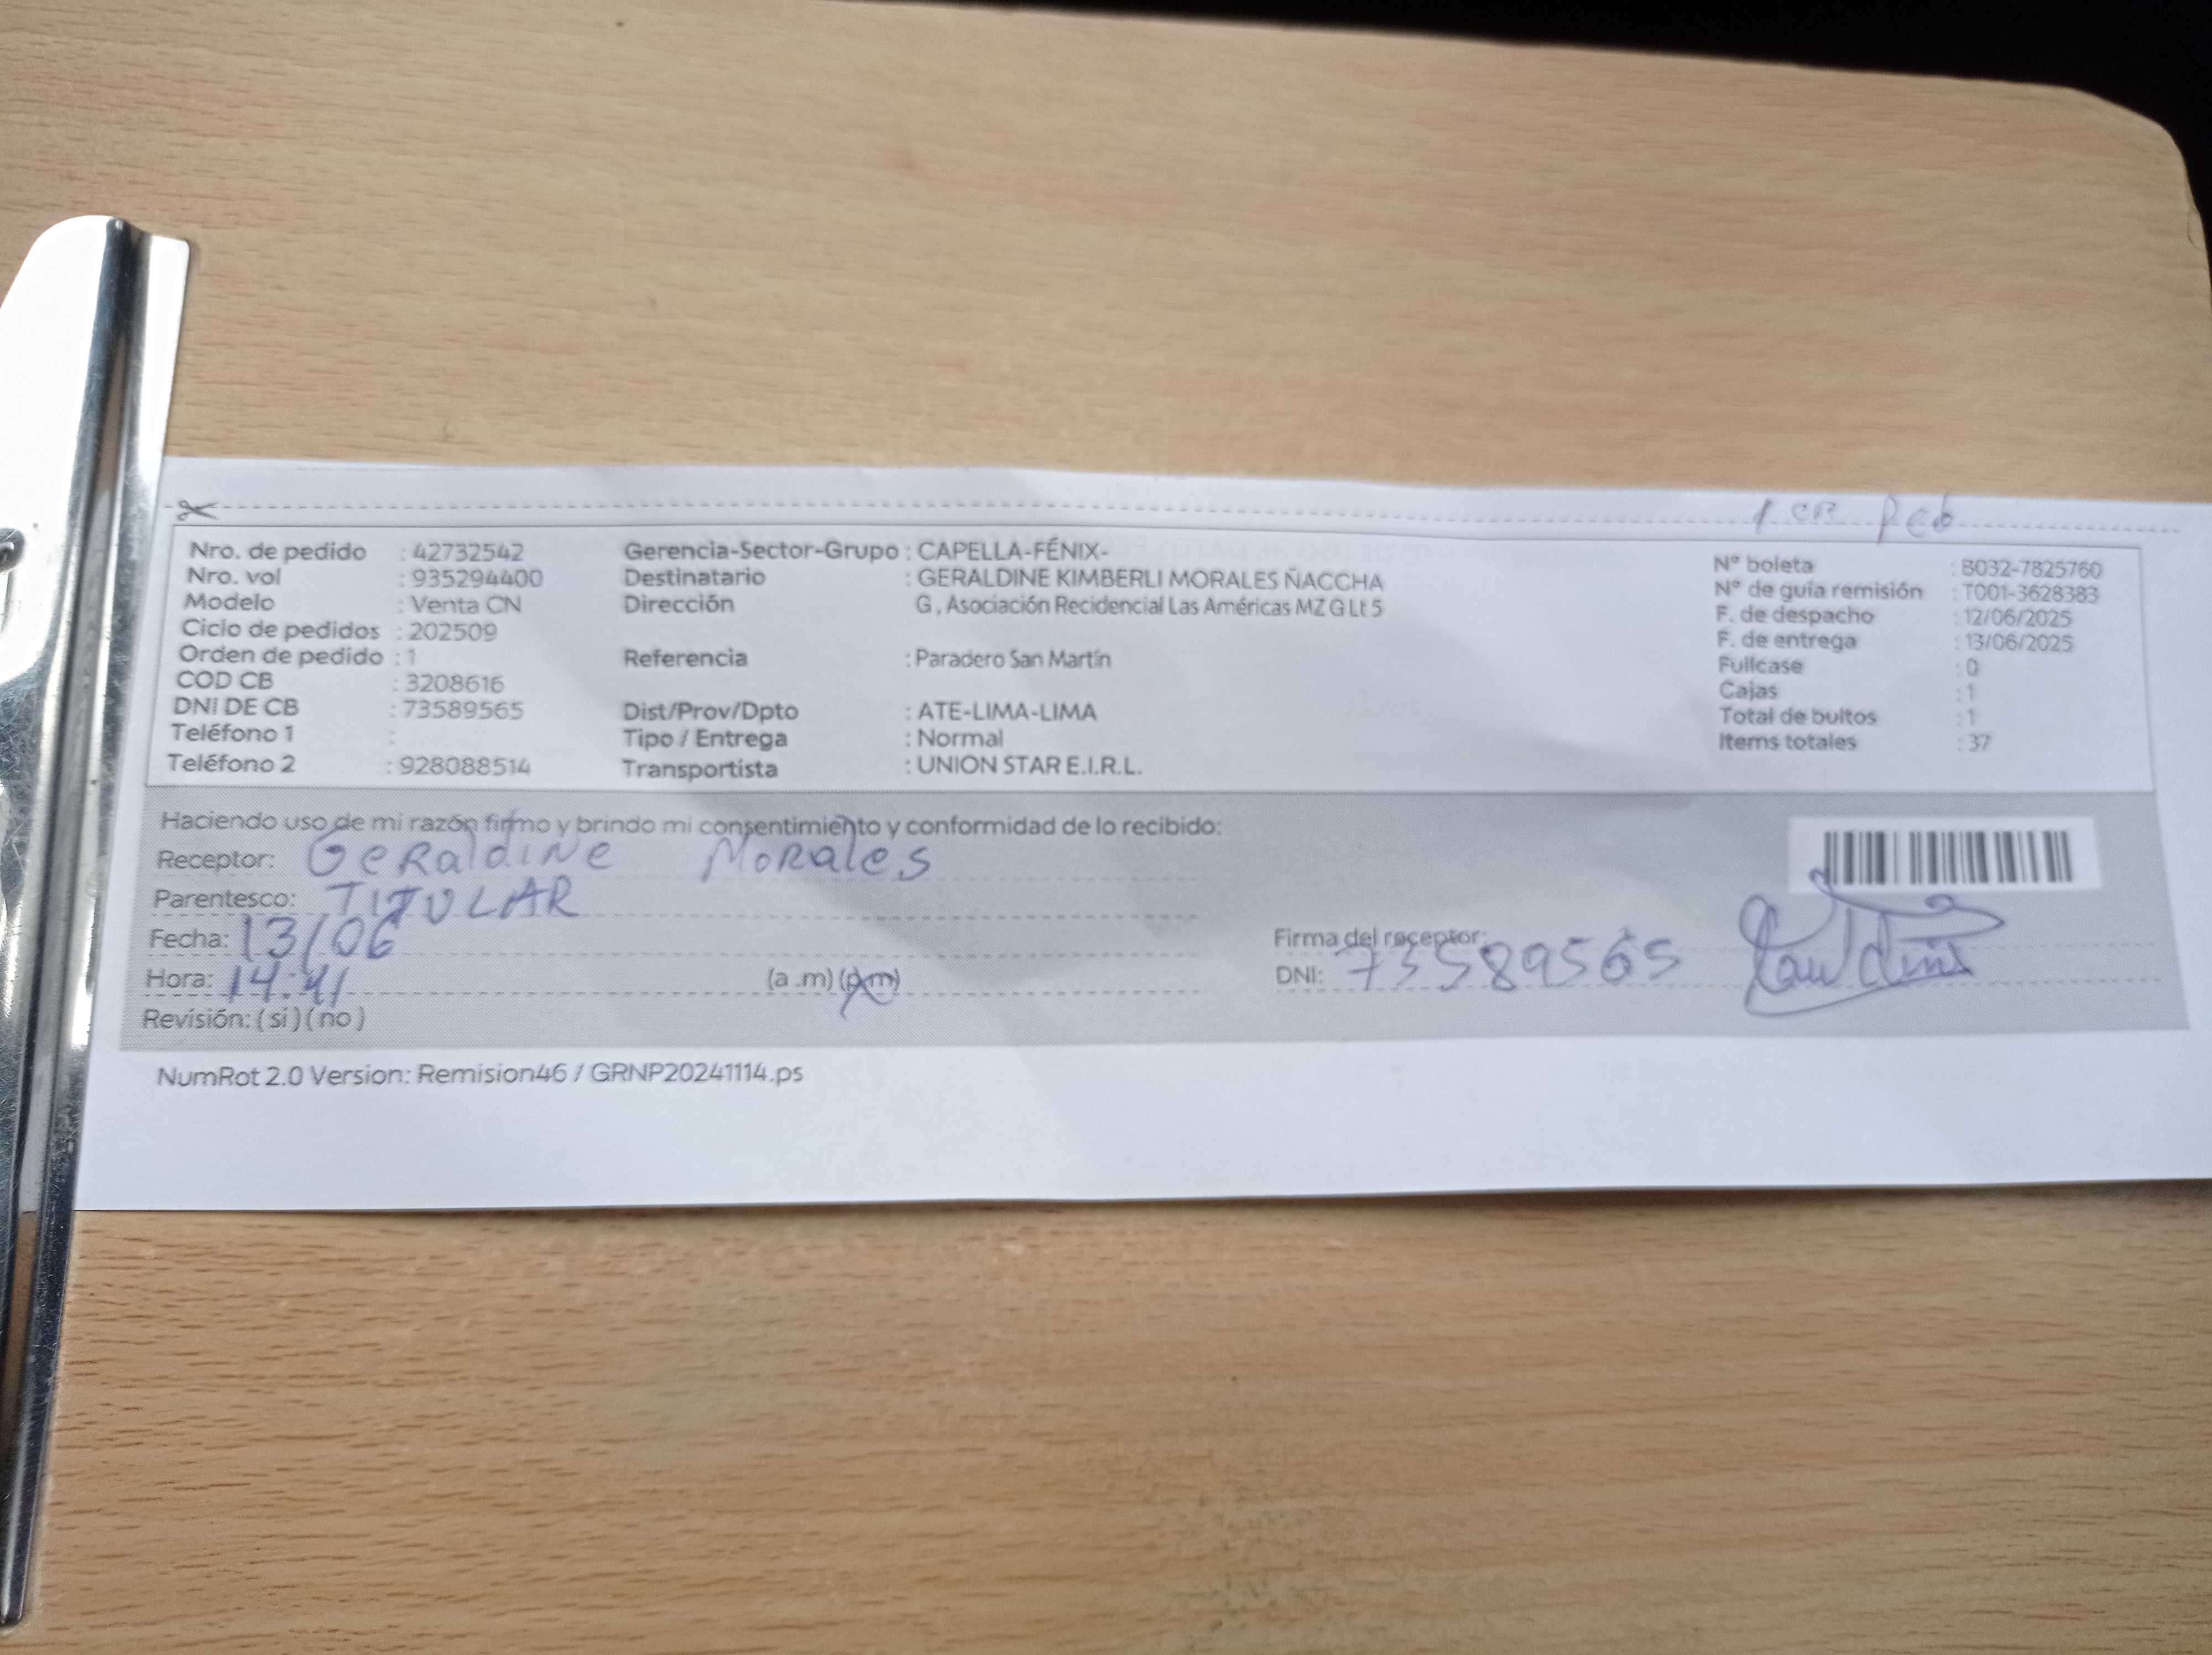 1 er Ped
Nro. de pedido : 42732542
Nro. vol : 935294400
Modelo : Venta CN
Ciclo de pedidos : 202509
Orden de pedido : 1
COD CB : 3208616
DNI DE CB : 73589565
Teléfono 1 :
Teléfono 2 : 928088514
Gerencia-Sector-Grupo : CAPELLA-FÉNIX-
Destinatario : GERALDINE KIMBERLI MORALES ÑACCHA
Dirección G , Asociación Recidencial Las Américas MZ G Lt 5
Referencia : Paradero San Martín
Dist/Prov/Dpto : ATE-LIMA-LIMA
Tipo / Entrega : Normal
Transportista : UNION STAR E.I.R.L.
N° boleta : B032-7825760
N° de guía remisión : T001-3628383
F. de despacho : 12/06/2025
F. de entrega : 13/06/2025
Fullcase : 0
Cajas : 1
Total de bultos : 1
Items totales : 37
Haciendo uso de mi razón firmo y brindo mi consentimiento y conformidad de lo recibido:
Receptor: Geraldine Morales
Parentesco: TITULAR
Fecha: 13/06
Hora: 14:41 (a .m) (p.m)
Revisión: ( si ) ( no )
Firma del receptor:
DNI: 73589565
NumRot 2.0 Version: Remision46 / GRNP20241114.ps